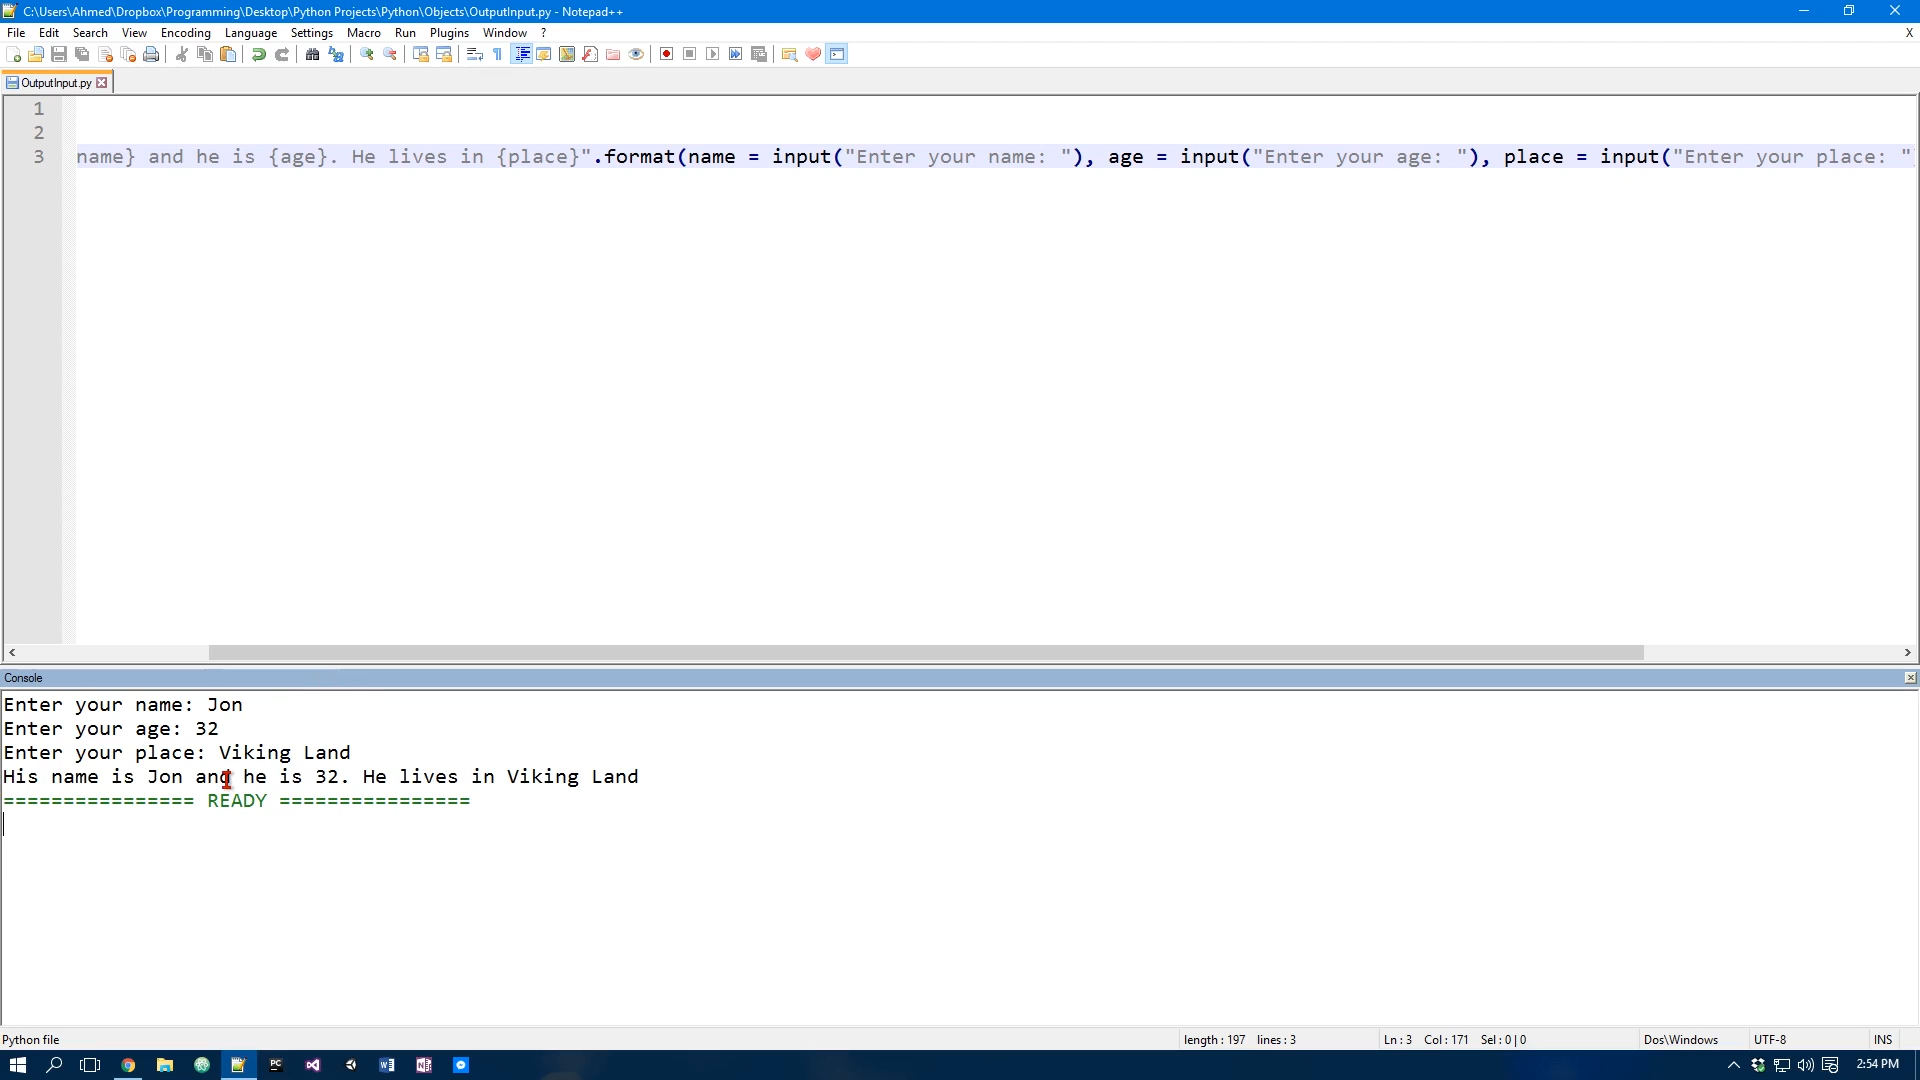 C:\Users\Ahmed\Dropbox\Programming\Desktop\Python Projects\Python\Objects\OutputInput.py - Notepad++
File Edit Search View Encoding Language Settings Macro Run Plugins Window ? X
OutputInput.py
1
2
3 name} and he is {age}. He lives in {place}".format(name = input("Enter your name: "), age = input("Enter your age: "), place = input("Enter your place: "
Console
Enter your name: Jon
Enter your age: 32
Enter your place: Viking Land
His name is Jon and he is 32. He lives in Viking Land
================ READY ================
Python file length : 197 lines : 3 Ln : 3 Col : 171 Sel : 0 | 0 Dos\Windows UTF-8 INS
2:54 PM